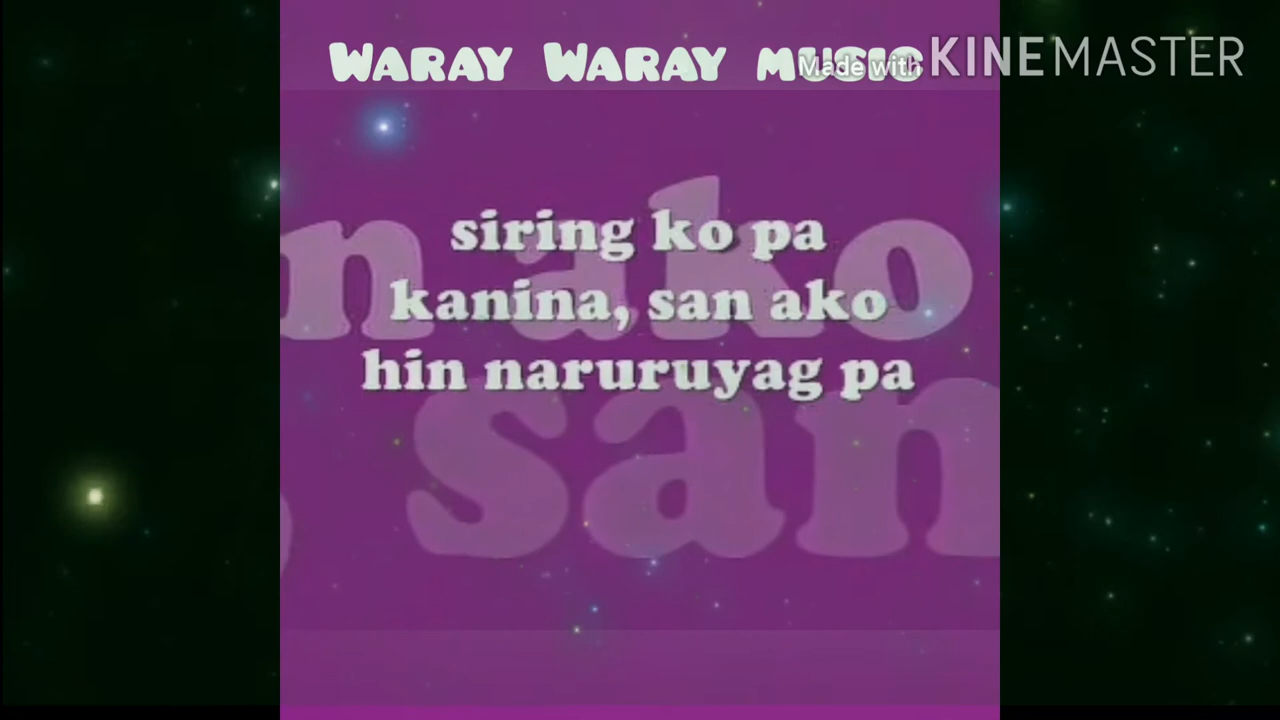 WARAY WARAY MUSIC
Made with KINEMASTER
siring ko pa
kanina, san ako
hin naruruyag pa
n ako
san